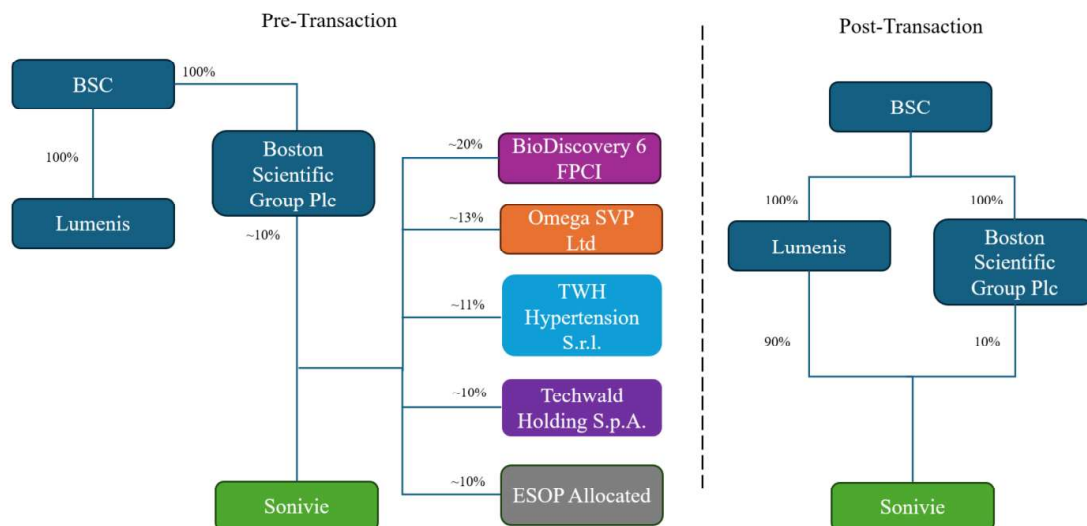 Pre-Transaction
Post-Transaction
BSC
100%
100%
Lumenis
Boston
Scientific
Group Plc
~10%
~20%
BioDiscovery 6
FPCI
~13%
Omega SVP
Ltd
~11%
TWH
Hypertension
S.r.l.
~10%
Techwald
Holding S.p.A.
~10%
ESOP Allocated
Sonivie
BSC
100%
100%
Lumenis
Boston
Scientific
Group Plc
90%
10%
Sonivie